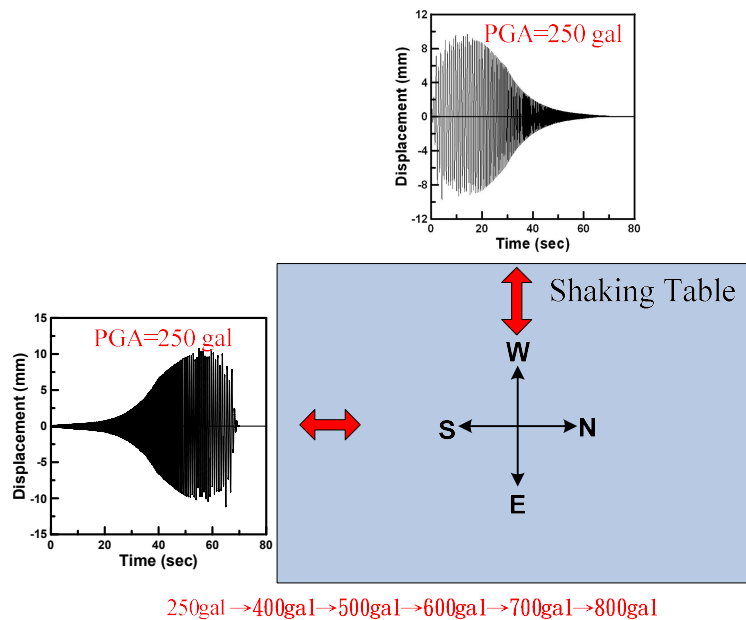 PGA=250 gal
Displacement (mm)
12
8
4
0
-4
-8
-12
0 20 40 60 80
Time (sec)
Shaking Table
W
S N
E
PGA=250 gal
Displacement (mm)
15
10
5
0
-5
-10
-15
0 20 40 60 80
Time (sec)
250gal→400gal→500gal→600gal→700gal→800gal